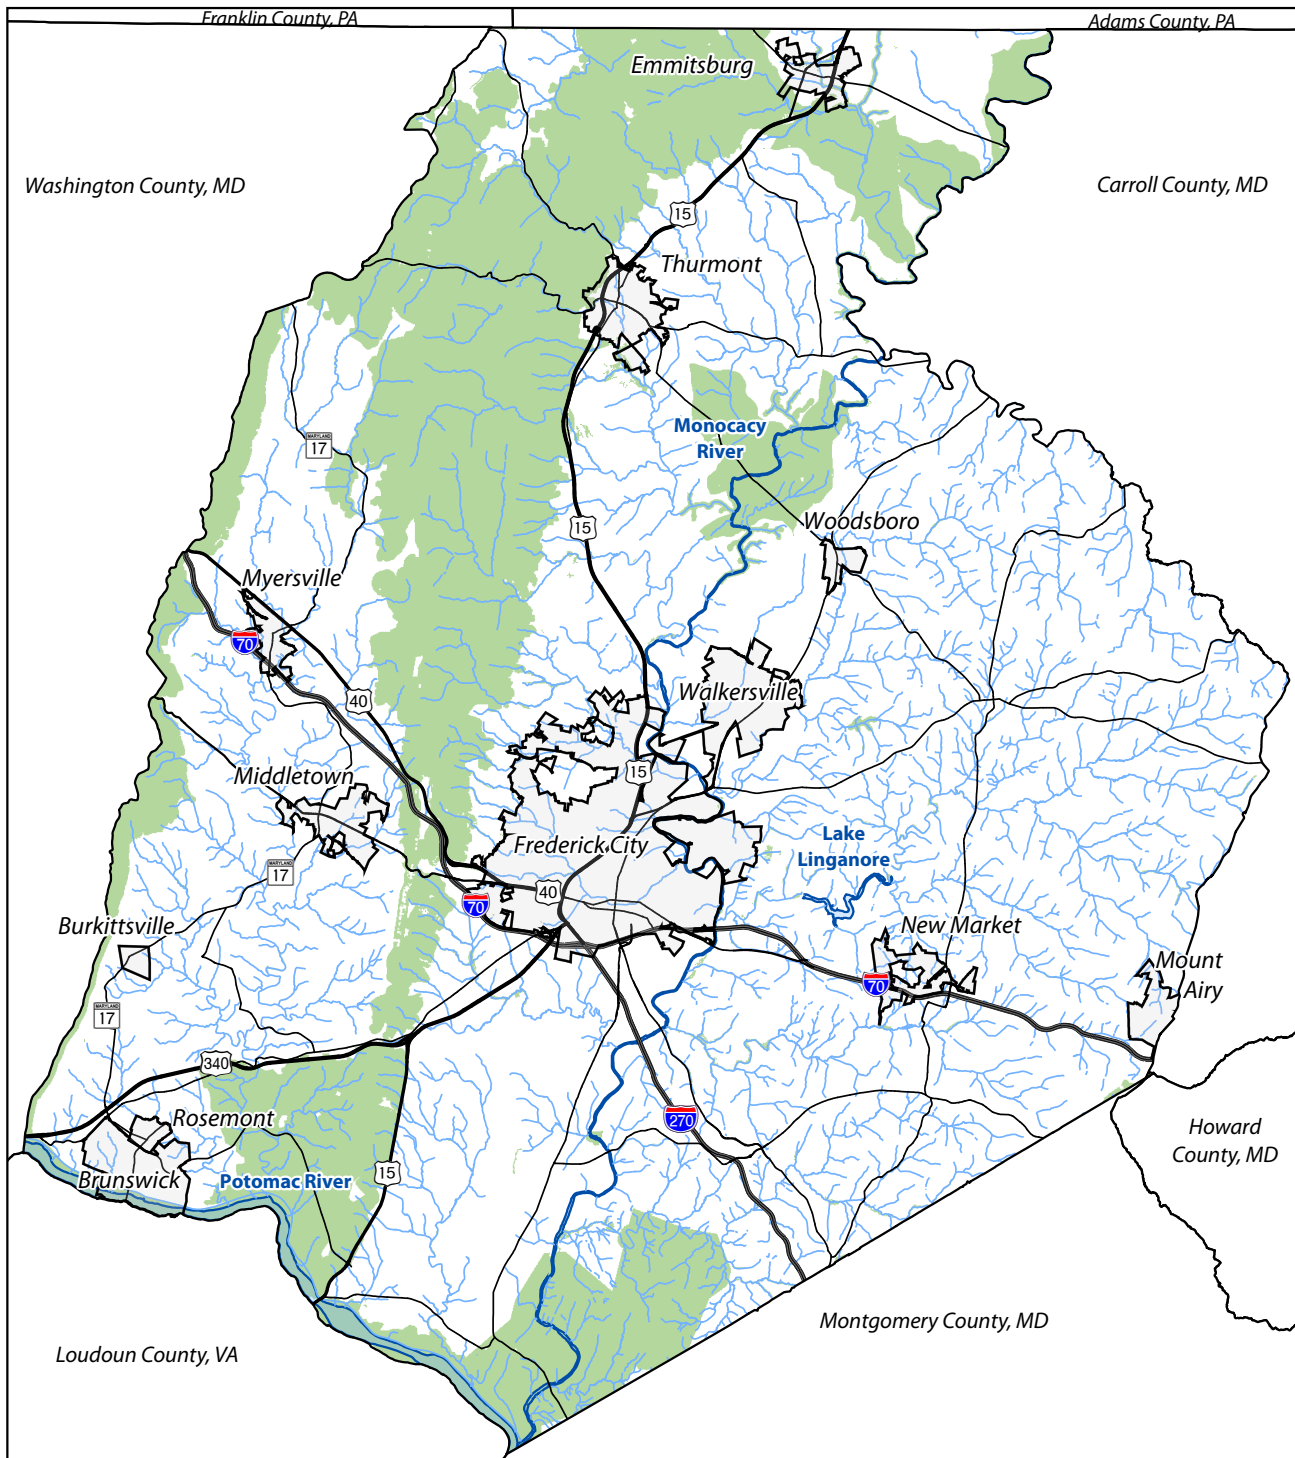 Franklin County, PA
Adams County, PA
Emmitsburg
Washington County, MD
Carroll County, MD
15
Thurmont
Monocacy
River
MARYLAND
17
15
Woodsboro
Myersville
70
40
Walkersville
15
Middletown
Frederick City
Lake
Linganore
MARYLAND
17
40
70
Burkittsville
New Market
Mount
Airy
70
MARYLAND
17
340
Rosemont
270
Howard
County, MD
Brunswick
Potomac River
15
Montgomery County, MD
Loudoun County, VA